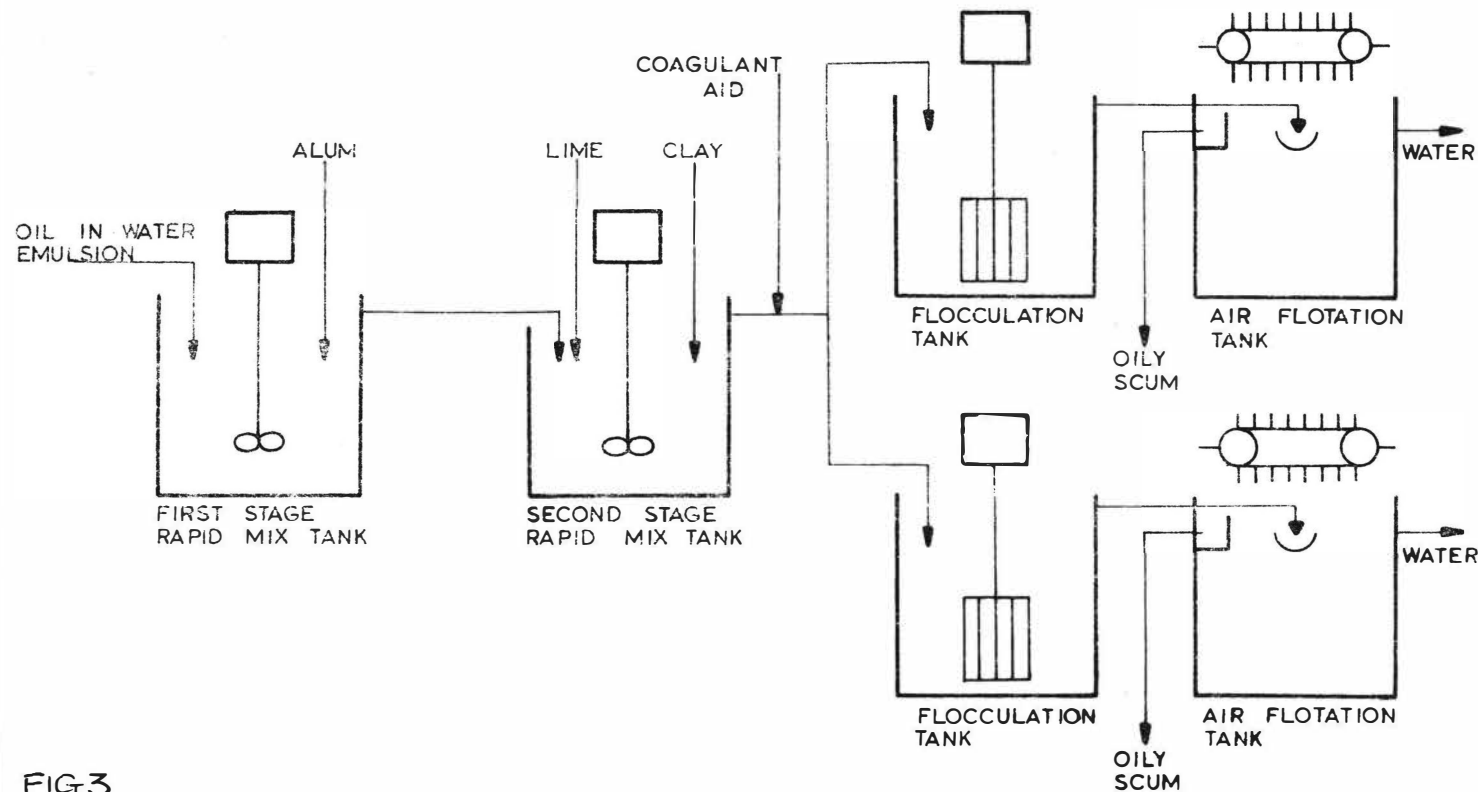 COAGULANT
AID
ALUM
LIME
CLAY
OIL IN WATER
EMULSION
FIRST STAGE
RAPID MIX TANK
SECOND STAGE
RAPID MIX TANK
FLOCCULATION
TANK
AIR FLOTATION
TANK
WATER
OILY
SCUM
FLOCCULATION
TANK
AIR FLOTATION
TANK
WATER
OILY
SCUM
FIG.3